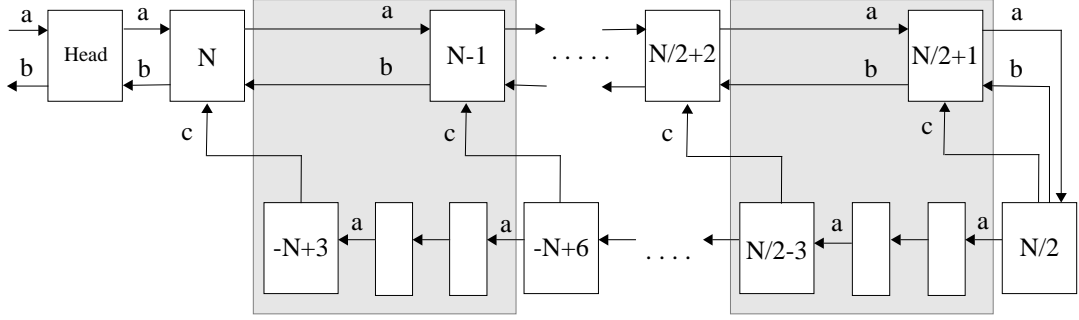 a a a a a
Head N N-1 ..... N/2+2 N/2+1
b b b b b
c c c c
a a a a
-N+3 -N+6 .... N/2-3 N/2